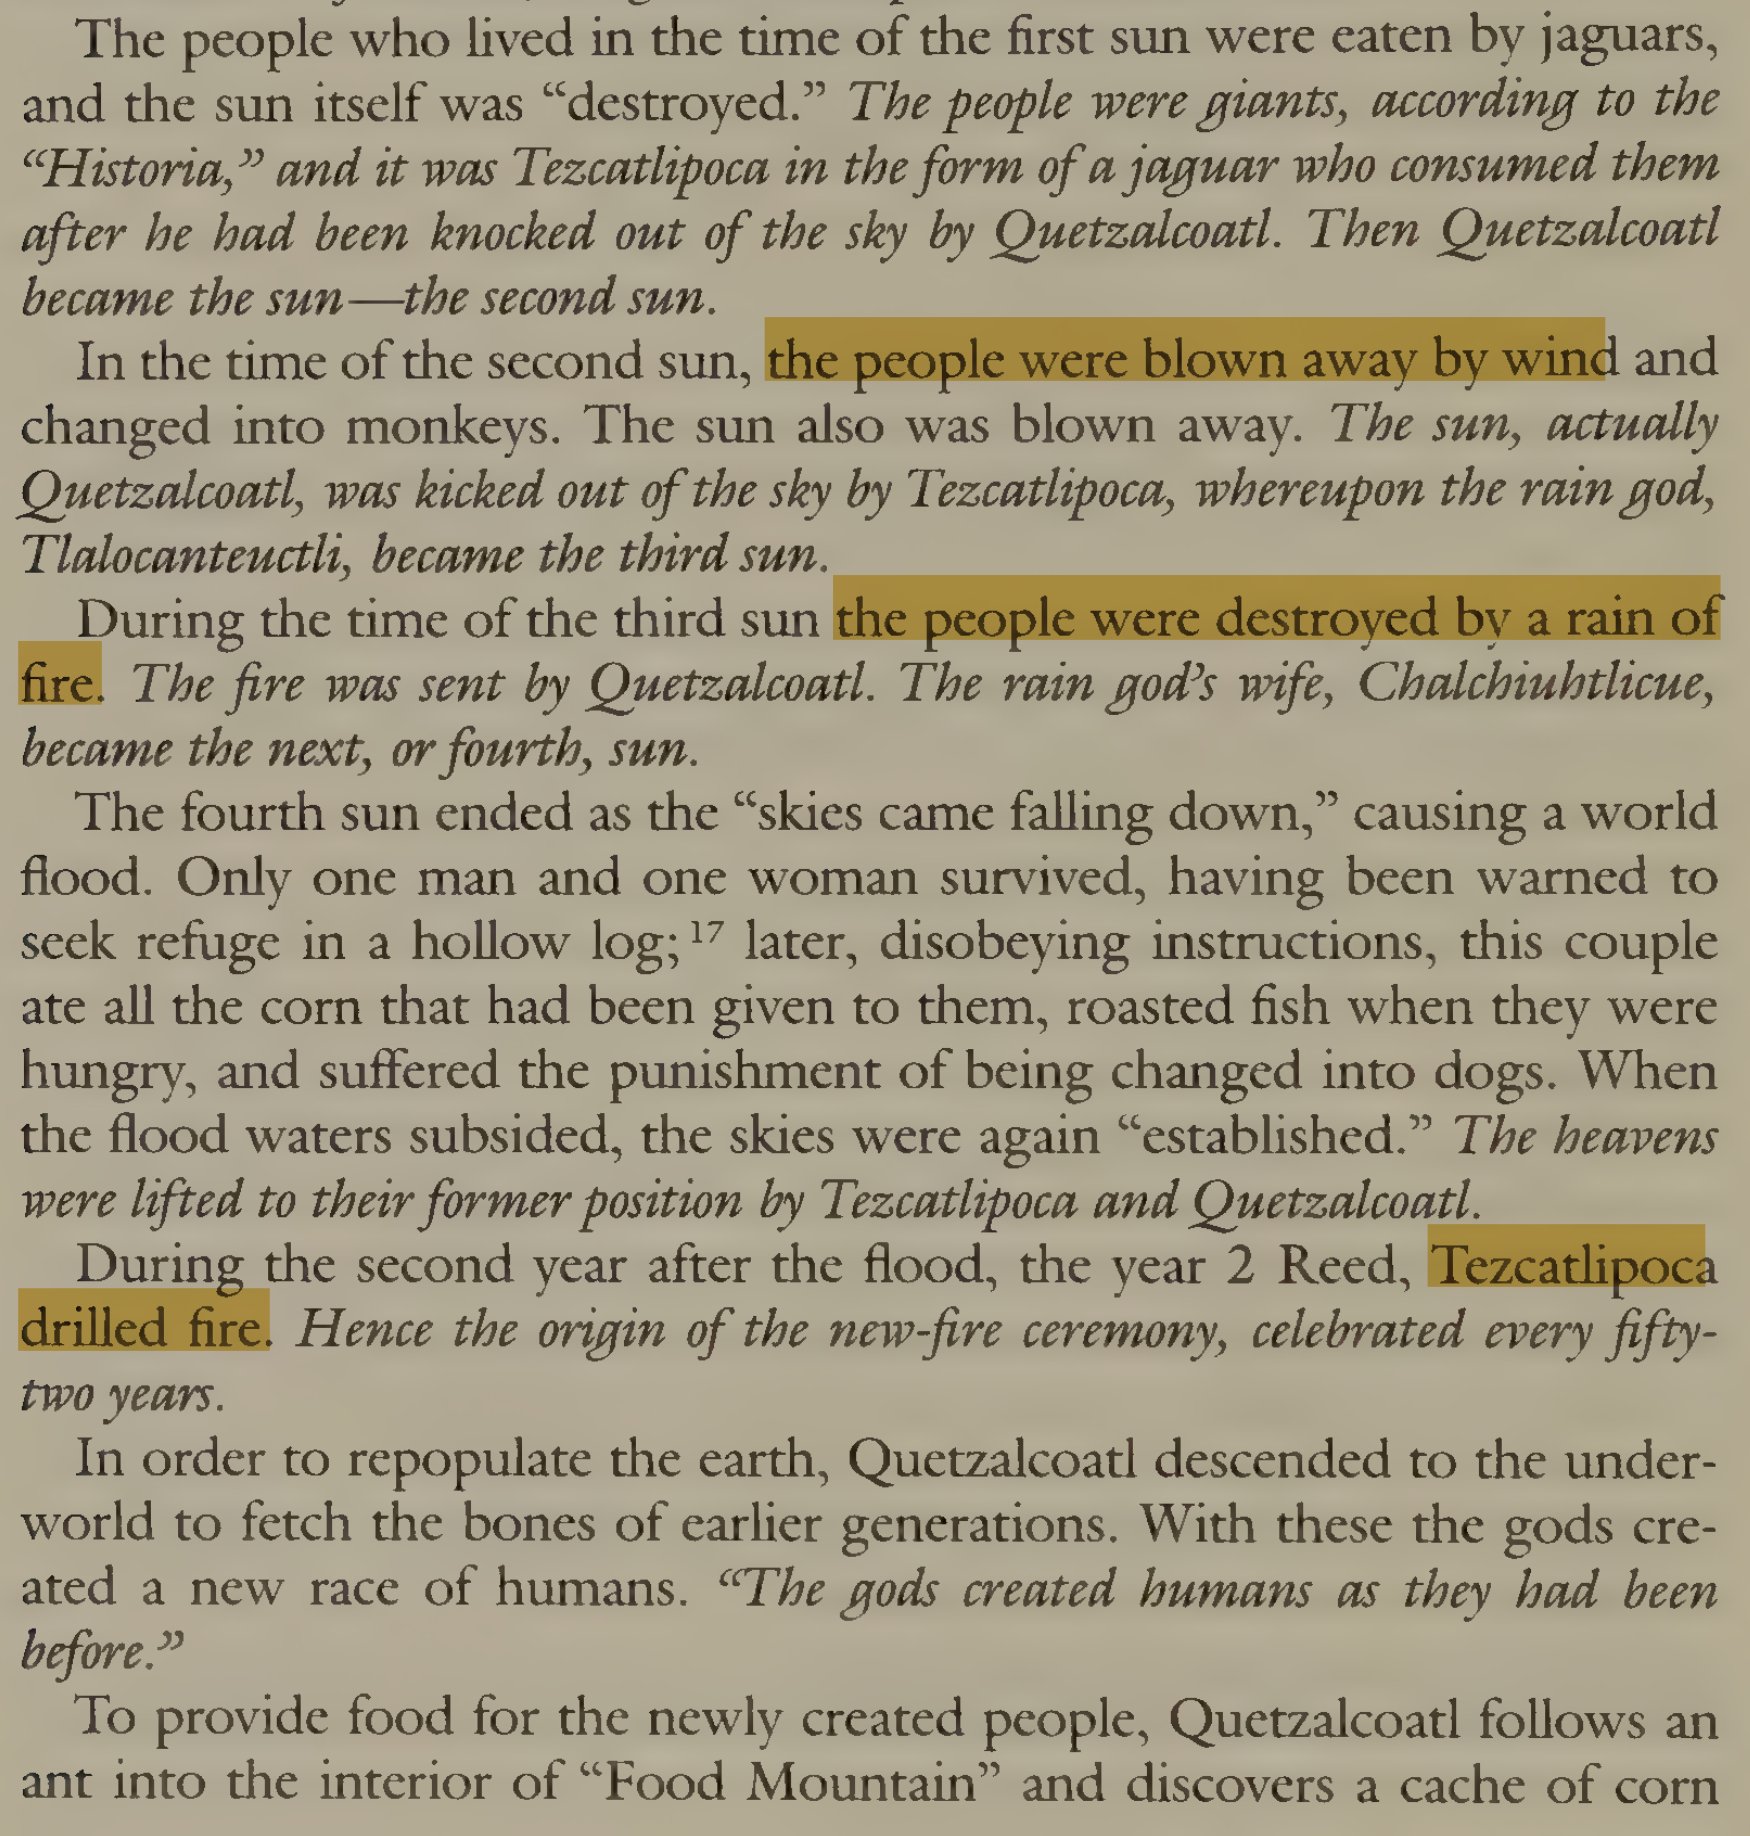 The people who lived in the time of the first sun were eaten by jaguars,
and the sun itself was “destroyed.” The people were giants, according to the
“Historia,” and it was Tezcatlipoca in the form of a jaguar who consumed them
after he had been knocked out of the sky by Quetzalcoatl. Then Quetzalcoatl
became the sun—the second sun.
In the time of the second sun, the people were blown away by wind and
changed into monkeys. The sun also was blown away. The sun, actually
Quetzalcoatl, was kicked out of the sky by Tezcatlipoca, whereupon the rain god,
Tlalocanteuctli, became the third sun.
During the time of the third sun the people were destroyed by a rain of
fire. The fire was sent by Quetzalcoatl. The rain god’s wife, Chalchiuhtlicue,
became the next, or fourth, sun.
The fourth sun ended as the “skies came falling down,” causing a world
flood. Only one man and one woman survived, having been warned to
seek refuge in a hollow log;17 later, disobeying instructions, this couple
ate all the corn that had been given to them, roasted fish when they were
hungry, and suffered the punishment of being changed into dogs. When
the flood waters subsided, the skies were again “established.” The heavens
were lifted to their former position by Tezcatlipoca and Quetzalcoatl.
During the second year after the flood, the year 2 Reed, Tezcatlipoca
drilled fire. Hence the origin of the new-fire ceremony, celebrated every fifty-
two years.
In order to repopulate the earth, Quetzalcoatl descended to the under-
world to fetch the bones of earlier generations. With these the gods cre-
ated a new race of humans. “The gods created humans as they had been
before.”
To provide food for the newly created people, Quetzalcoatl follows an
ant into the interior of “Food Mountain” and discovers a cache of corn